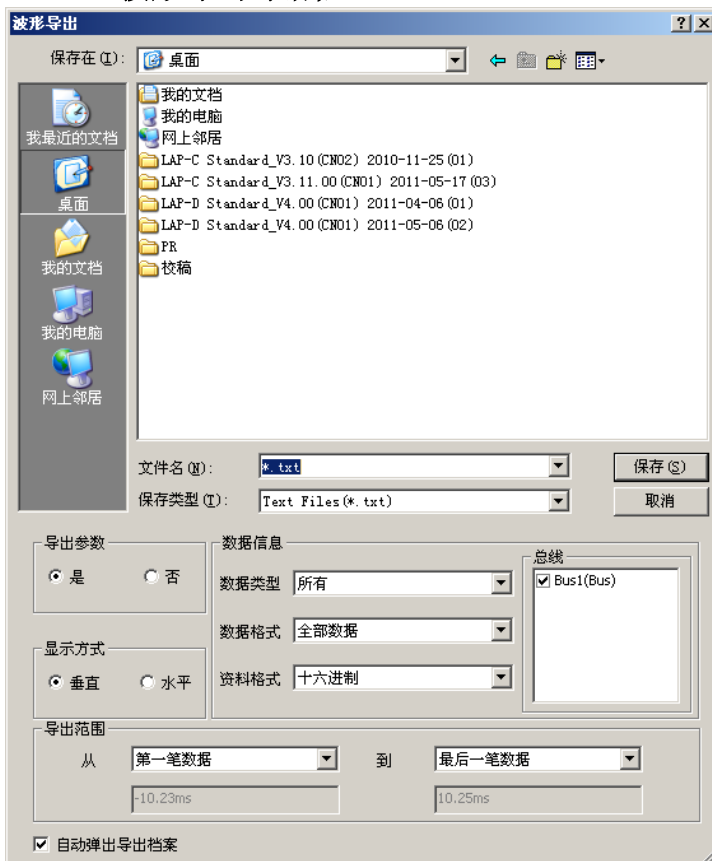 波形导出
保存在(I):
桌面
我最近的文档
桌面
我的文档
我的电脑
网上邻居
我的文档
我的电脑
网上邻居
LAP-C Standard_V3.10(CN02) 2010-11-25(01)
LAP-C Standard_V3.11.00(CN01) 2011-05-17(03)
LAP-D Standard_V4.00(CN01) 2011-04-06(01)
LAP-D Standard_V4.00(CN01) 2011-05-06(02)
PR
校稿
文件名(N): *.txt 保存(S)
保存类型(T): Text Files(*.txt) 取消
导出参数
是 否
显示方式
垂直 水平
数据信息
数据类型 所有
数据格式 全部数据
资料格式 十六进制
总线
Bus1(Bus)
导出范围
从 第一笔数据 到 最后一笔数据
-10.23ms 10.25ms
自动弹出导出档案